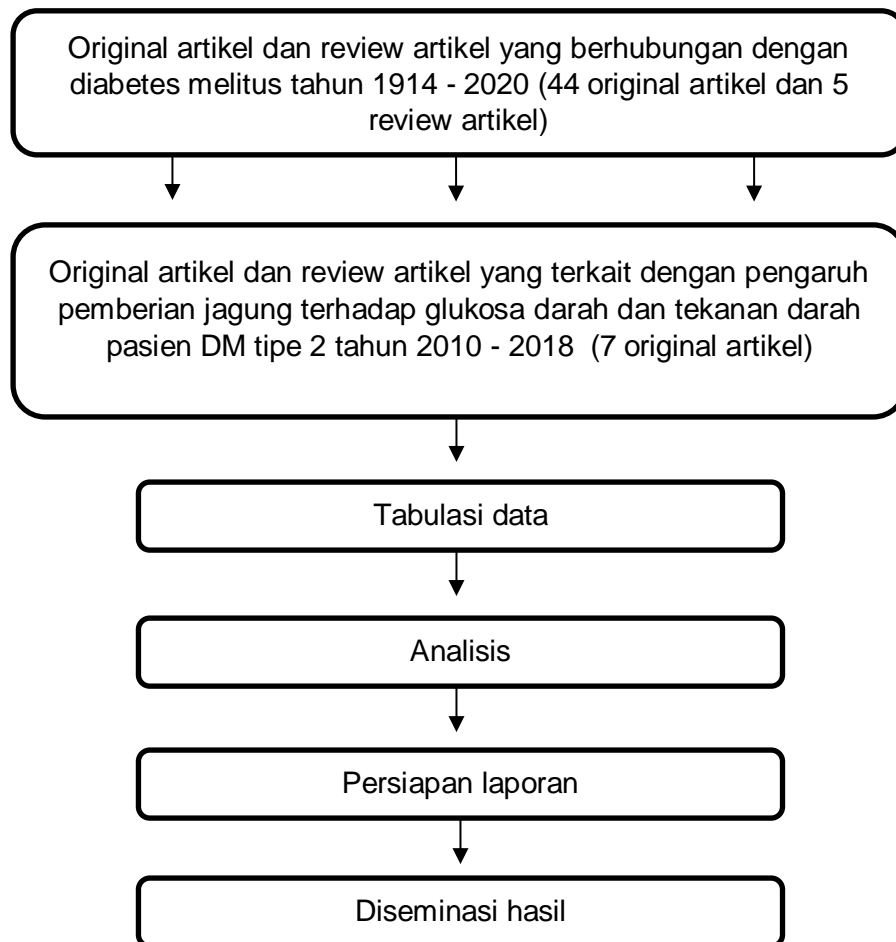 Original artikel dan review artikel yang berhubungan dengan
diabetes melitus tahun 1914 - 2020 (44 original artikel dan 5
review artikel)
Original artikel dan review artikel yang terkait dengan pengaruh
pemberian jagung terhadap glukosa darah dan tekanan darah
pasien DM tipe 2 tahun 2010 - 2018 (7 original artikel)
Tabulasi data
Analisis
Persiapan laporan
Diseminasi hasil